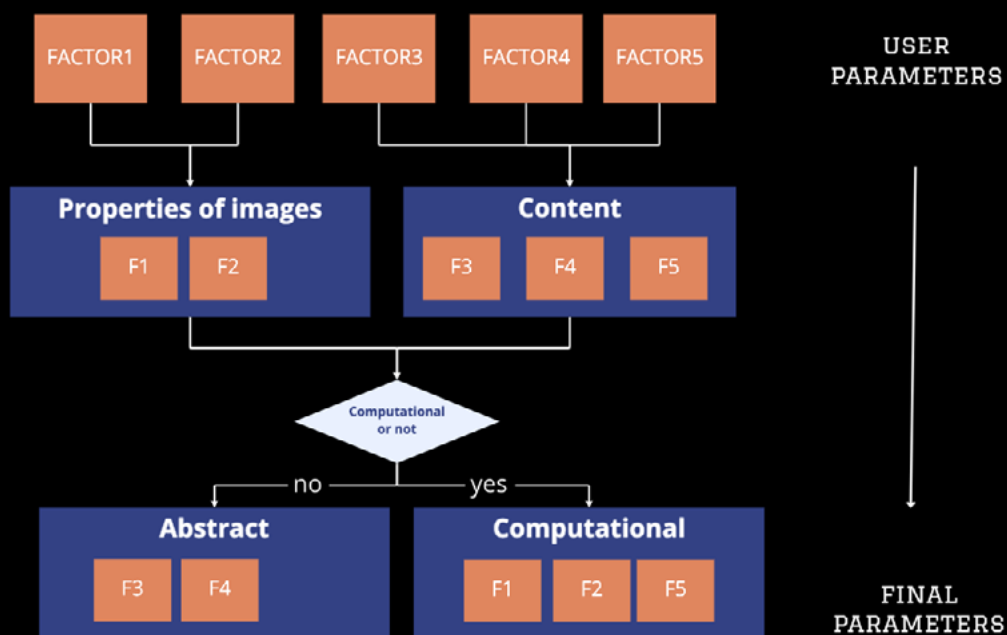 FACTOR1
FACTOR2
FACTOR3
FACTOR4
FACTOR5
USER
PARAMETERS
Properties of images
F1
F2
Content
F3
F4
F5
Computational
or not
no
yes
Abstract
F3
F4
Computational
F1
F2
F5
FINAL
PARAMETERS